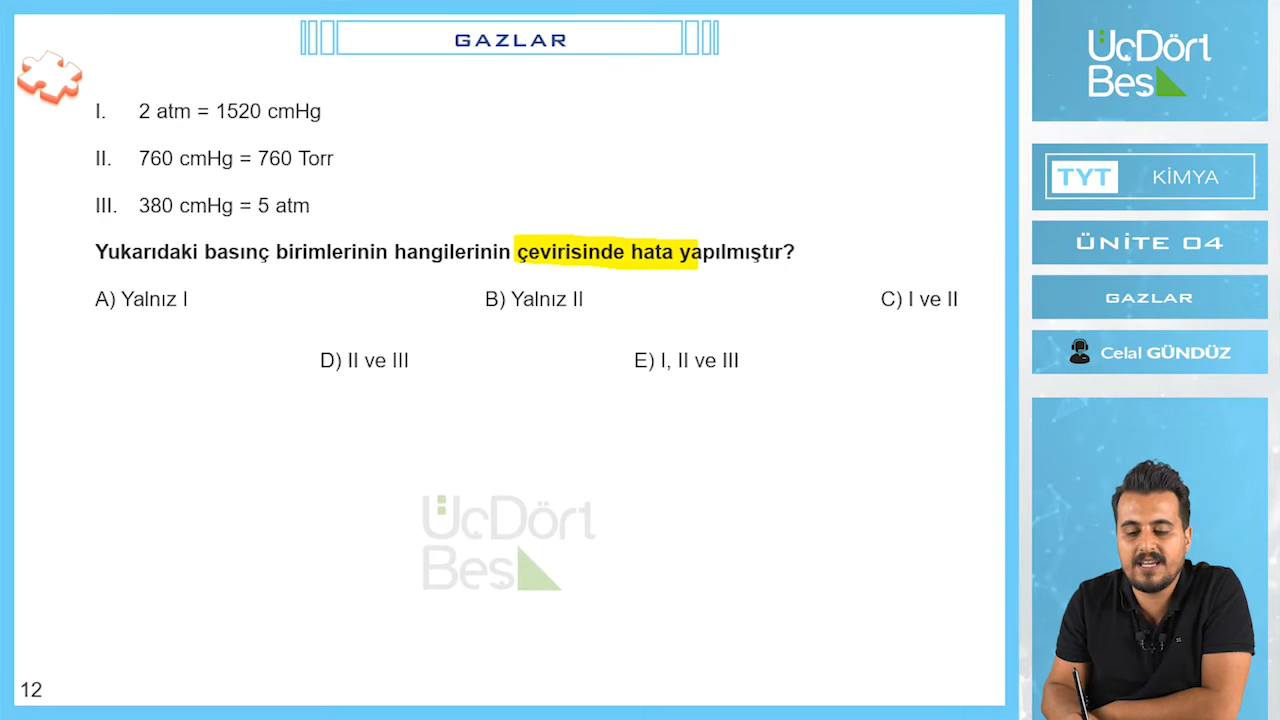 GAZLAR
I. 2 atm = 1520 cmHg
II. 760 cmHg = 760 Torr
III. 380 cmHg = 5 atm
Yukarıdaki basınç birimlerinin hangilerinin çevirisinde hata yapılmıştır?
A) Yalnız I B) Yalnız II C) I ve II
D) II ve III E) I, II ve III
ÜçDört
Beş
12
ÜçDört
Beş
TYT KİMYA
ÜNİTE 04
GAZLAR
Celal GÜNDÜZ